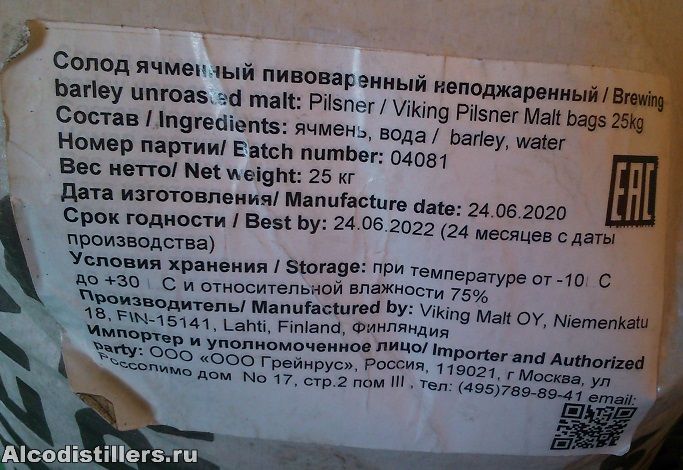 Солод ячменный пивоваренный неподжаренный / Brewing
barley unroasted malt: Pilsner / Viking Pilsner Malt bags 25kg
Состав / Ingredients: ячмень, вода / barley, water
Номер партии/ Batch number: 04081
Вес нетто/ Net weight: 25 кг
Дата изготовления/ Manufacture date: 24.06.2020
Срок годности / Best by: 24.06.2022 (24 месяцев с даты
производства)
Условия хранения / Storage: при температуре от -10 С
до +30 С и относительной влажности 75%
Производитель/ Manufactured by: Viking Malt OY, Niemenkatu
18, FIN-15141, Lahti, Finland, Финляндия
Импортер и уполномоченное лицо/ Importer and Authorized
party: ООО «ООО Грейнрус», Россия, 119021, г Москва, ул
Россолимо дом No 17, стр.2 пом III , тел: (495)789-89-41 email:
EAC
Alcodistillers.ru